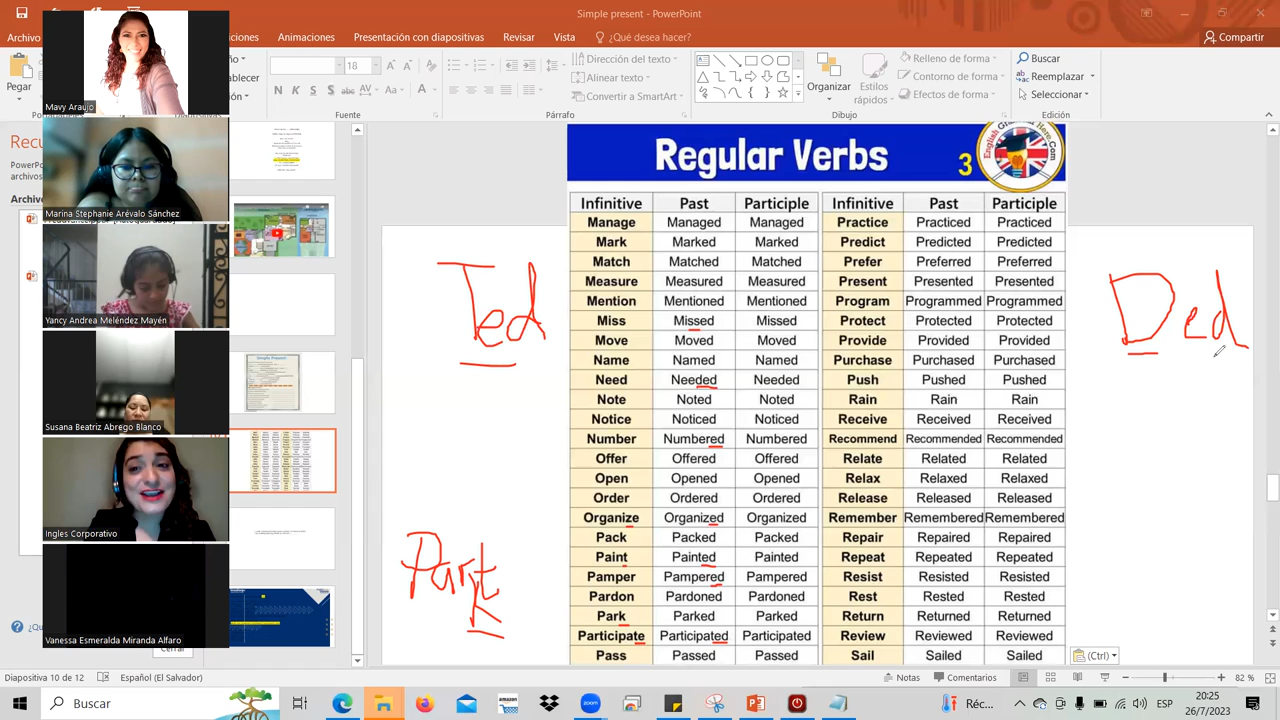 Simple present - PowerPoint
Archivo
Animaciones
Presentación con diapositivas
Revisar
Vista
¿Qué desea hacer?
Compartir
Pegar
18
N
K
S
Fuente
Dirección del texto
Alinear texto
Convertir a SmartArt
Párrafo
Organizar
Estilos
rápidos
Relleno de forma
Contorno de forma
Efectos de forma
Dibujo
Buscar
Reemplazar
Seleccionar
Edición
Mavy Araujo
Marina Stephanie Arévalo Sánchez
Yancy Andrea Meléndez Mayén
Susana Beatriz Abrego Blanco
Ingles Corporativo
Vanessa Esmeralda Miranda Alfaro
Cerrar
Regular Verbs 3
Infinitive Past Participle Infinitive Past Participle
Manage Managed Managed Practice Practiced Practiced
Mark Marked Marked Predict Predicted Predicted
Match Matched Matched Prefer Preferred Preferred
Measure Measured Measured Present Presented Presented
Mention Mentioned Mentioned Program Programmed Programmed
Miss Missed Missed Protect Protected Protected
Move Moved Moved Provide Provided Provided
Name Named Named Purchase Purchased Purchased
Need Needed Needed Push Pushed Pushed
Note Noted Noted Rain Rain Rain
Notice Noticed Noticed Receive Received Received
Number Numbered Numbered Recommend Recommended Recommended
Offer Offered Offered Relate Related Related
Open Opened Opened Relax Relaxed Relaxed
Order Ordered Ordered Release Released Released
Organize Organized Organized Remember Remembered Remembered
Pack Packed Packed Repair Repaired Repaired
Paint Painted Painted Repeat Repeated Repeated
Pamper Pampered Pampered Resist Resisted Resisted
Pardon Pardoned Pardoned Rest Rested Rested
Park Parked Parked Return Returned Returned
Participate Participated Participated Review Reviewed Reviewed
Pass Passed Passed Sail Sailed Sailed
Ted
Ded
Part
k
(Ctrl)
Diapositiva 10 de 12
Español (El Salvador)
Notas
Comentarios
82 %
Buscar
ESP
20:21
26/7/2023